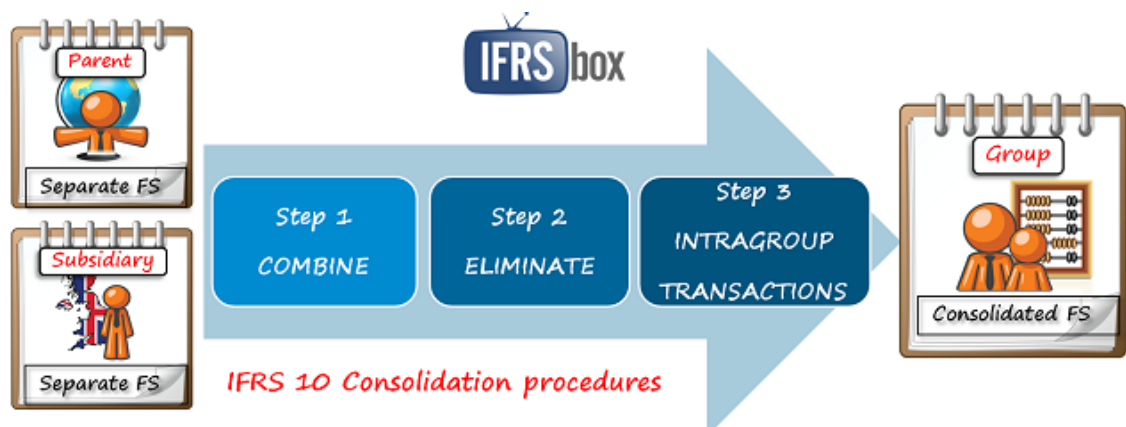 Parent
Separate FS
Subsidiary
Separate FS
IFRS box
Step 1
COMBINE
Step 2
ELIMINATE
Step 3
INTRAGROUP
TRANSACTIONS
IFRS 10 Consolidation procedures
Group
Consolidated FS